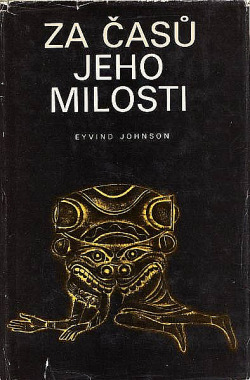 ZA ČASŮ
JEHO
MILOSTI
EYVIND JOHNSON